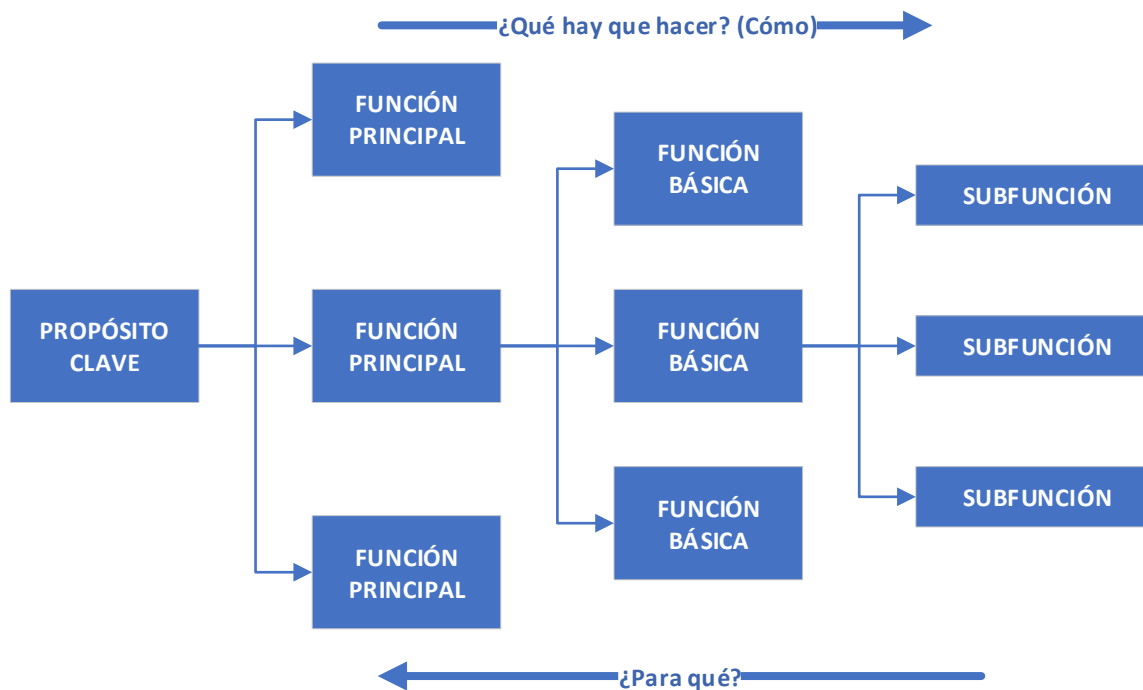 ¿Qué hay que hacer? (Cómo)
FUNCIÓN
PRINCIPAL
FUNCIÓN
BÁSICA
SUBFUNCIÓN
PROPÓSITO
CLAVE
FUNCIÓN
PRINCIPAL
FUNCIÓN
BÁSICA
SUBFUNCIÓN
FUNCIÓN
BÁSICA
SUBFUNCIÓN
FUNCIÓN
PRINCIPAL
¿Para qué?